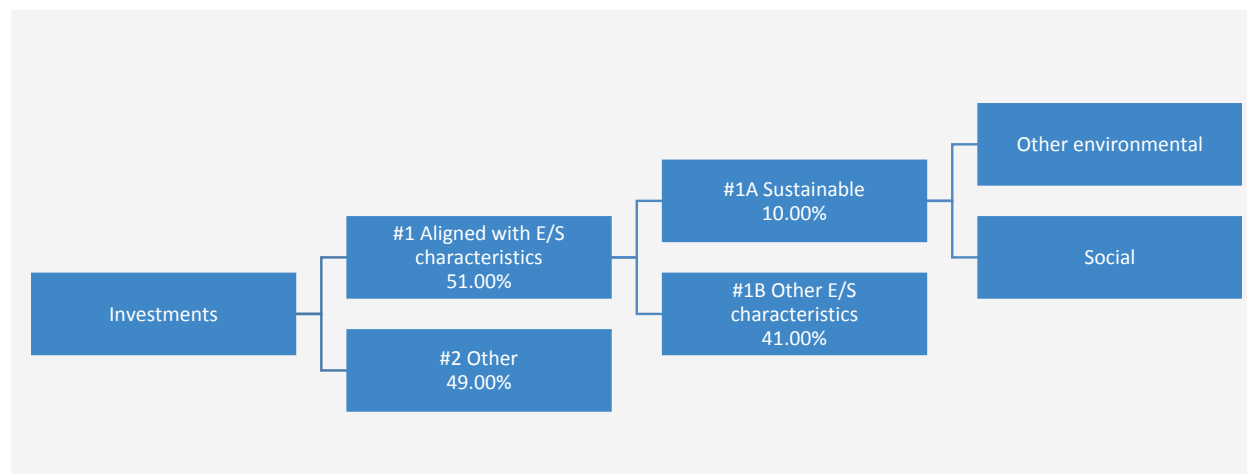 Investments
#1 Aligned with E/S
characteristics
51.00%
#2 Other
49.00%
#1A Sustainable
10.00%
#1B Other E/S
characteristics
41.00%
Other environmental
Social